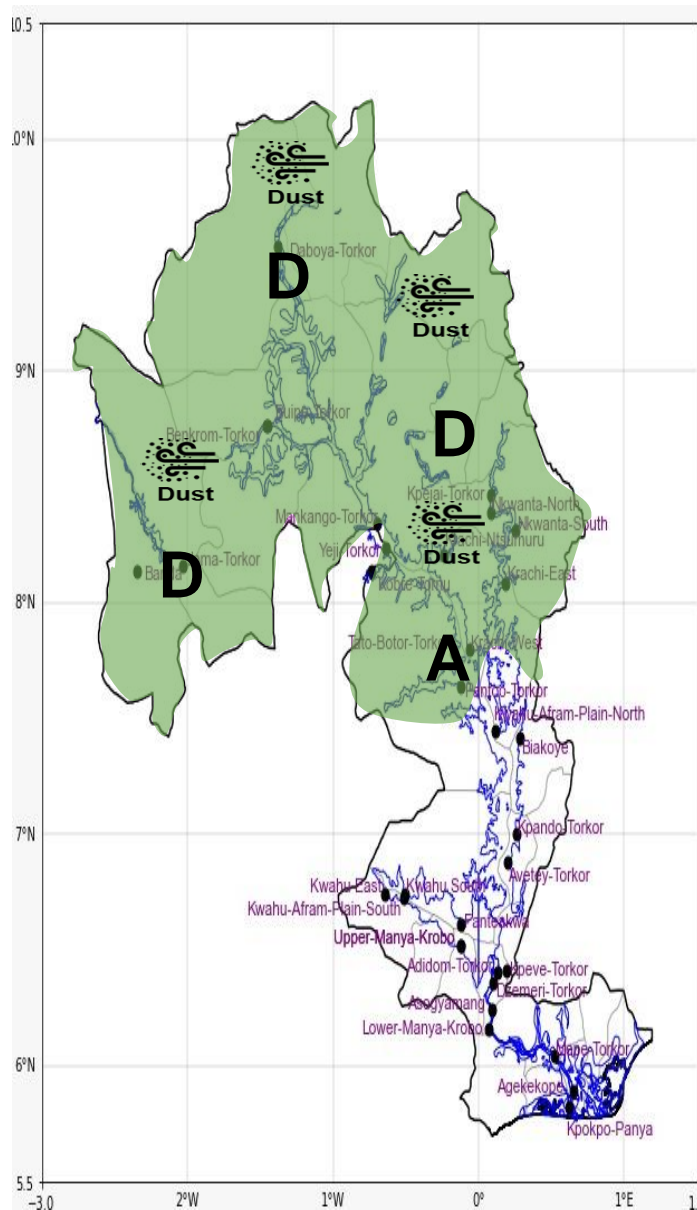 10.5
10°N
Dust
Daboya-Torkor
D
Dust
9°N
Buipe-Torkor
Benkrom-Torkor
D
Dust
Kpejai-Torkor
Nkwanta-North
Mankango-Torkor
Nkwanta-South
Yeji-Torkor
Dust
D
Krachi-East
8°N
Tato-Botor-Torkor
Krachi-West
A
Kwahu-Afram-Plain-North
Biakoye
7°N
Kpando-Torkor
Avetey-Torkor
Kwahu East
Kwahu South
Kwahu-Afram-Plain-South
Fanteakwa
Upper-Manya-Krobo
Adidom-Torkor
Kpeve-Torkor
Dzemeri-Torkor
Asogyamang
Lower-Manya-Krobo
6°N
Mepe-Torkor
Agekekope
Kpokpo-Panya
5.5
−3.0
2°W
1°W
0°
1°E